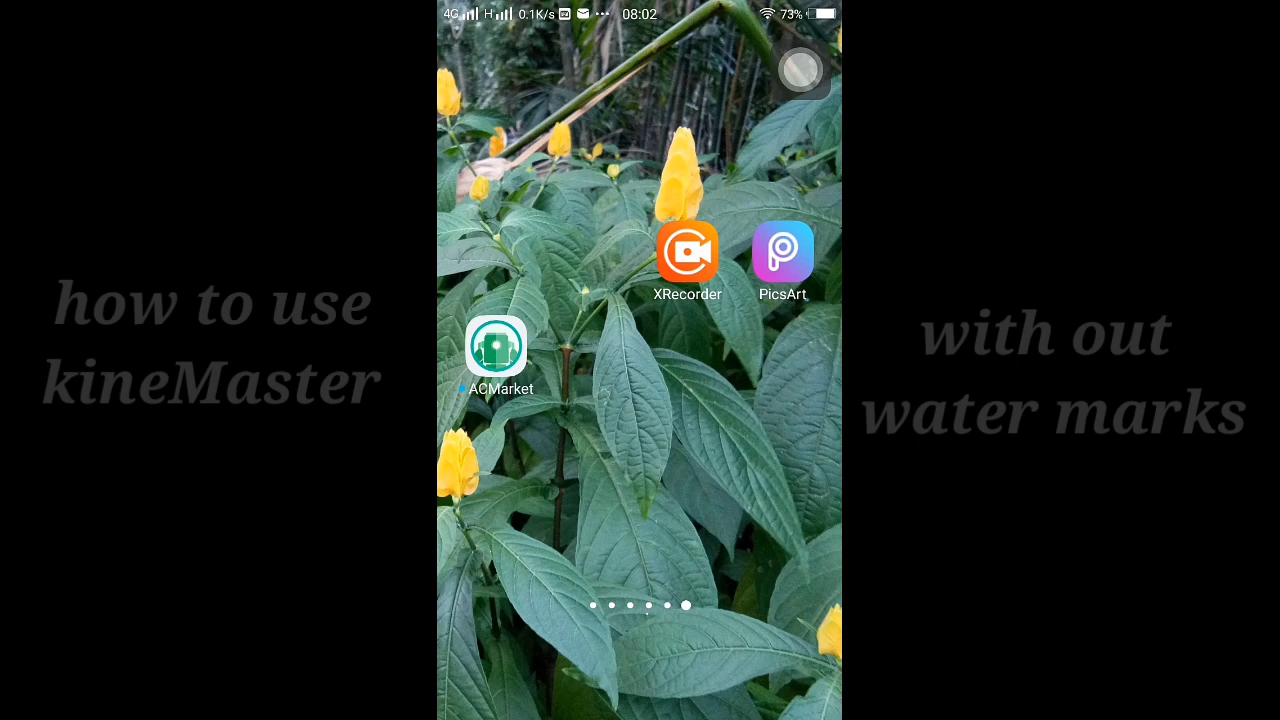 4G H 0.1K/s 08:02 73%
how to use
kineMaster
with out
water marks
XRecorder PicsArt
ACMarket